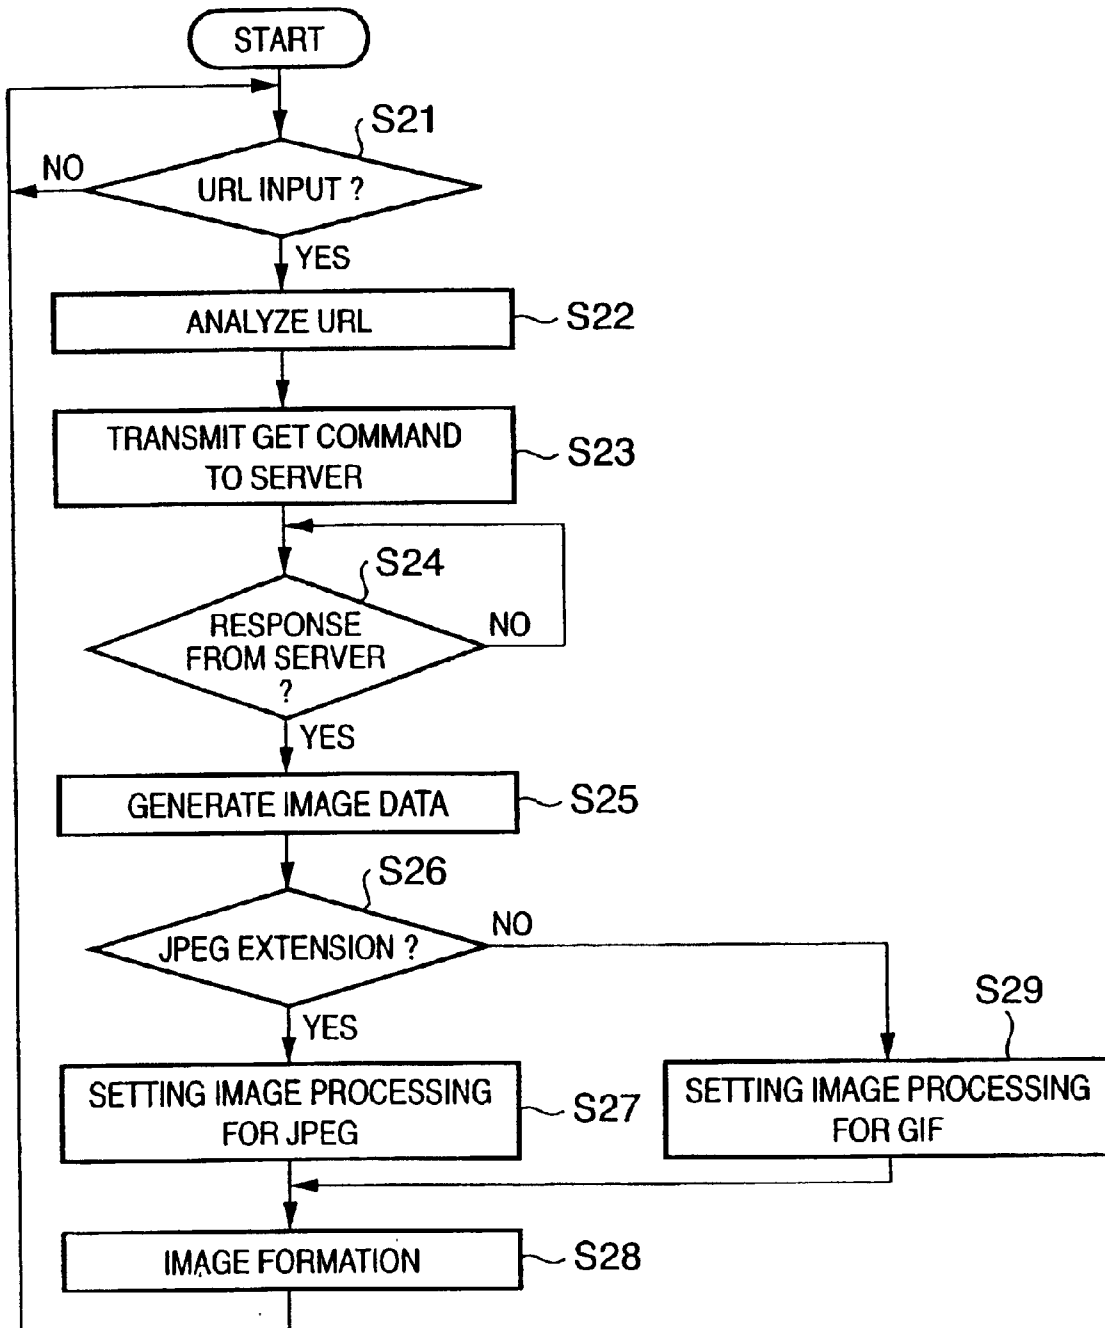 START
S21
NO
URL INPUT ?
YES
ANALYZE URL
S22
TRANSMIT GET COMMAND
TO SERVER
S23
S24
RESPONSE
FROM SERVER
?
NO
YES
GENERATE IMAGE DATA
S25
S26
JPEG EXTENSION ?
NO
YES
S29
SETTING IMAGE PROCESSING
FOR JPEG
S27
SETTING IMAGE PROCESSING
FOR GIF
IMAGE FORMATION
S28